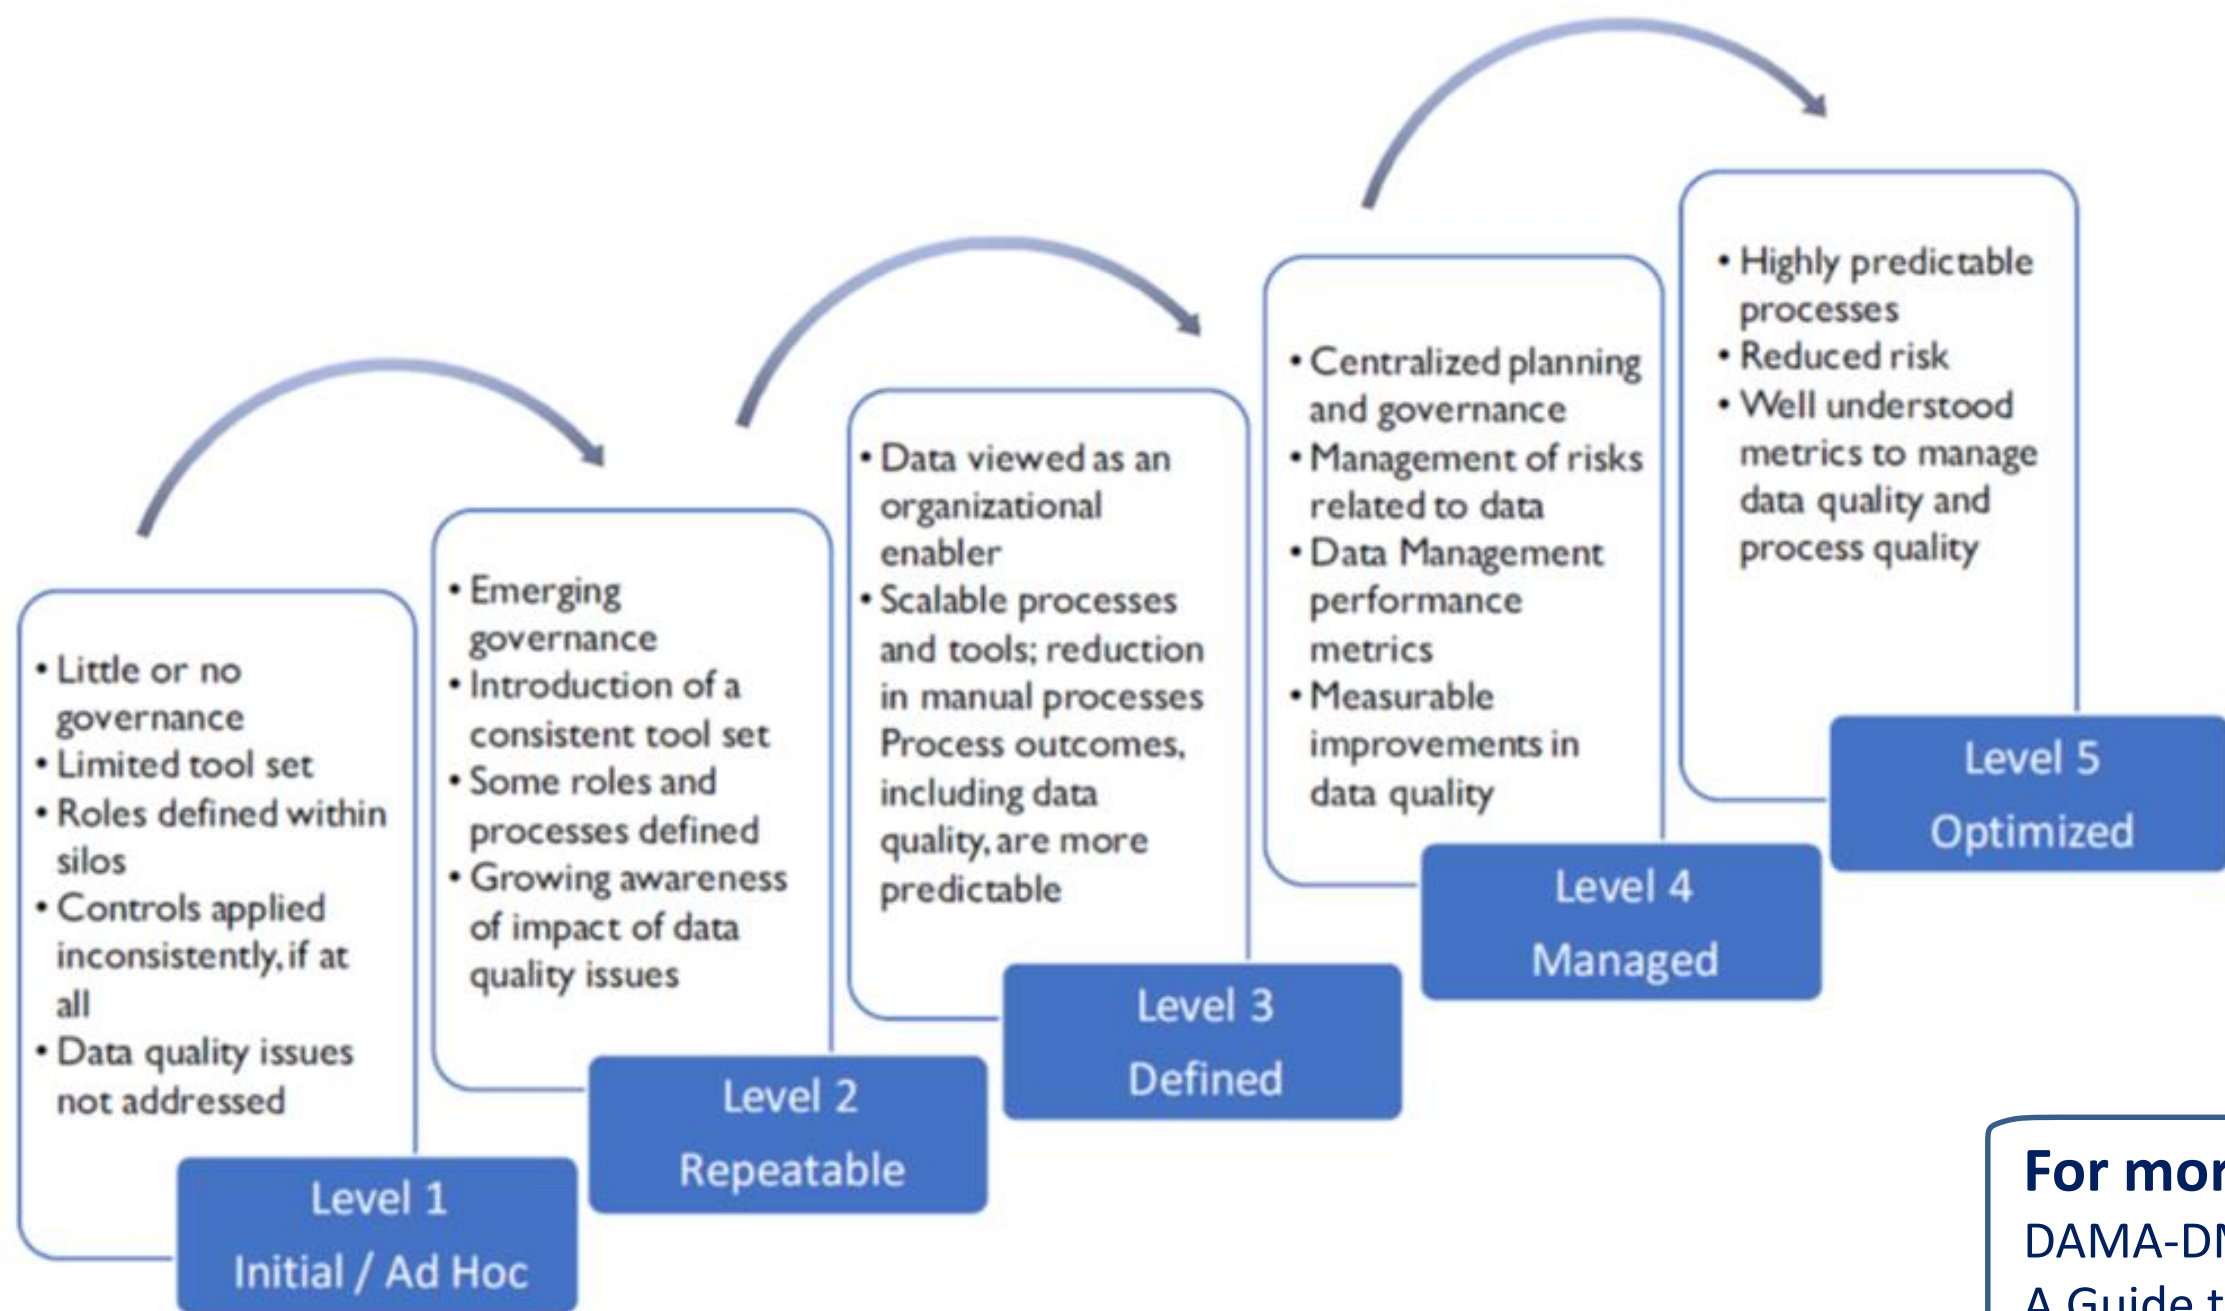 • Little or no
governance
• Limited tool set
• Roles defined within
silos
• Controls applied
inconsistently, if at
all
• Data quality issues
not addressed
Level 1
Initial / Ad Hoc
• Emerging
governance
• Introduction of a
consistent tool set
• Some roles and
processes defined
• Growing awareness
of impact of data
quality issues
Level 2
Repeatable
• Data viewed as an
organizational
enabler
• Scalable processes
and tools; reduction
in manual processes
Process outcomes,
including data
quality, are more
predictable
Level 3
Defined
• Centralized planning
and governance
• Management of risks
related to data
• Data Management
performance
metrics
• Measurable
improvements in
data quality
Level 4
Managed
• Highly predictable
processes
• Reduced risk
• Well understood
metrics to manage
data quality and
process quality
Level 5
Optimized
For mor
DAMA-DM
A Guide t